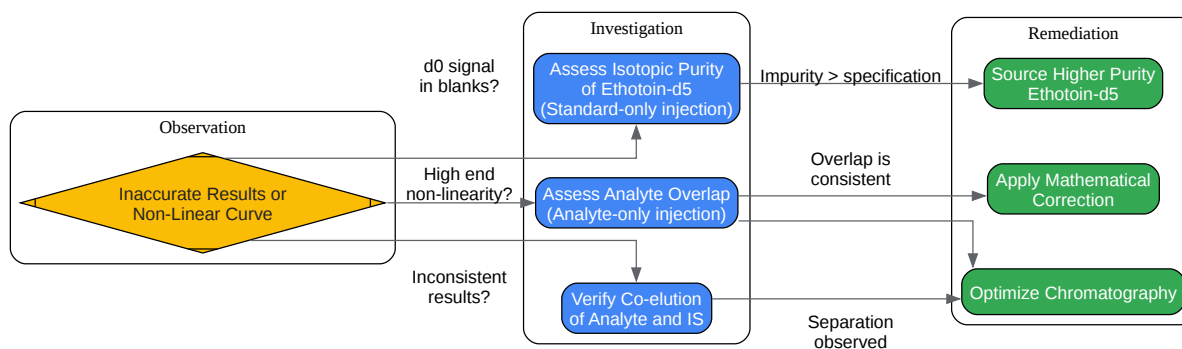 Observation
Inaccurate Results or
Non-Linear Curve
d0 signal
in blanks?
High end
non-linearity?
Inconsistent
results?
Investigation
Assess Isotopic Purity
of Ethotoin-d5
(Standard-only injection)
Assess Analyte Overlap
(Analyte-only injection)
Verify Co-elution
of Analyte and IS
Impurity > specification
Overlap is
consistent
Separation
observed
Remediation
Source Higher Purity
Ethotoin-d5
Apply Mathematical
Correction
Optimize Chromatography